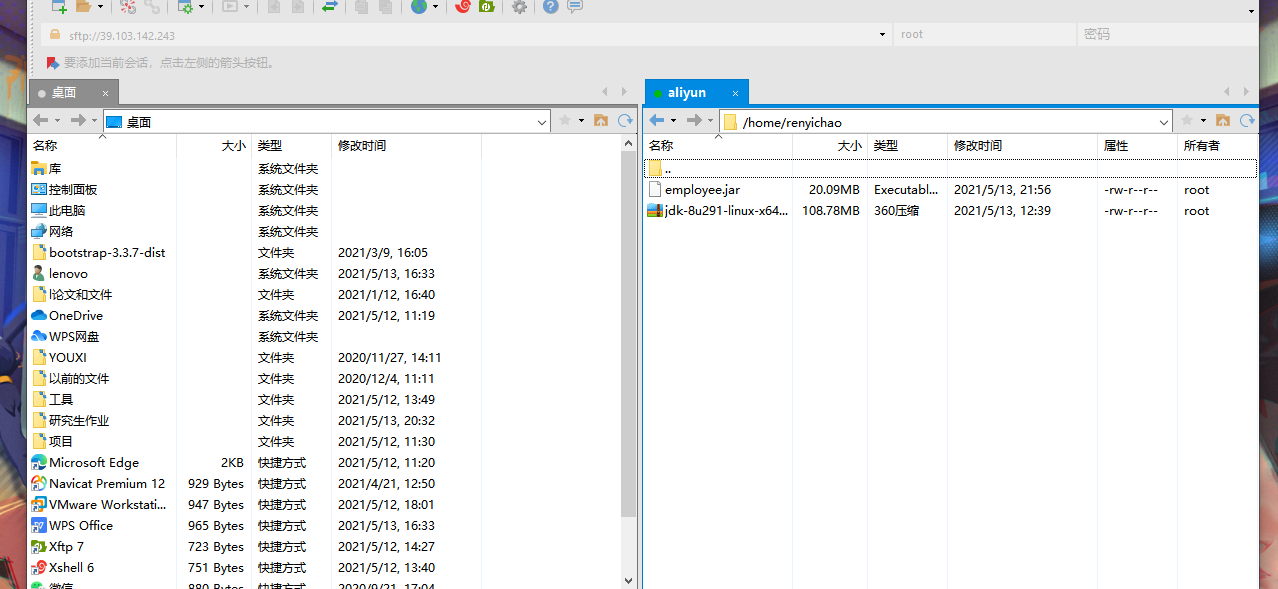 sftp://39.103.142.243 root 密码
要添加当前会话，点击左侧的箭头按钮。
桌面 × aliyun ×
桌面 /home/renyichao
名称 大小 类型 修改时间 名称 大小 类型 修改时间 属性 所有者
库 系统文件夹 ..
控制面板 系统文件夹 employee.jar 20.09MB Executabl... 2021/5/13, 21:56 -rw-r--r-- root
此电脑 系统文件夹 jdk-8u291-linux-x64... 108.78MB 360压缩 2021/5/13, 12:39 -rw-r--r-- root
网络 系统文件夹
bootstrap-3.3.7-dist 文件夹 2021/3/9, 16:05
lenovo 系统文件夹 2021/5/13, 16:33
l论文和文件 文件夹 2021/1/12, 16:40
OneDrive 系统文件夹 2021/5/12, 11:19
WPS网盘 系统文件夹
YOUXI 文件夹 2020/11/27, 14:11
以前的文件 文件夹 2020/12/4, 11:11
工具 文件夹 2021/5/12, 13:49
研究生作业 文件夹 2021/5/13, 20:32
项目 文件夹 2021/5/12, 11:30
Microsoft Edge 2KB 快捷方式 2021/5/12, 11:20
Navicat Premium 12 929 Bytes 快捷方式 2021/4/21, 12:50
VMware Workstati... 947 Bytes 快捷方式 2021/5/12, 18:01
WPS Office 965 Bytes 快捷方式 2021/5/13, 16:33
Xftp 7 723 Bytes 快捷方式 2021/5/12, 14:27
Xshell 6 751 Bytes 快捷方式 2021/5/12, 13:40
微信 880 Bytes 快捷方式 2020/9/21, 17:04